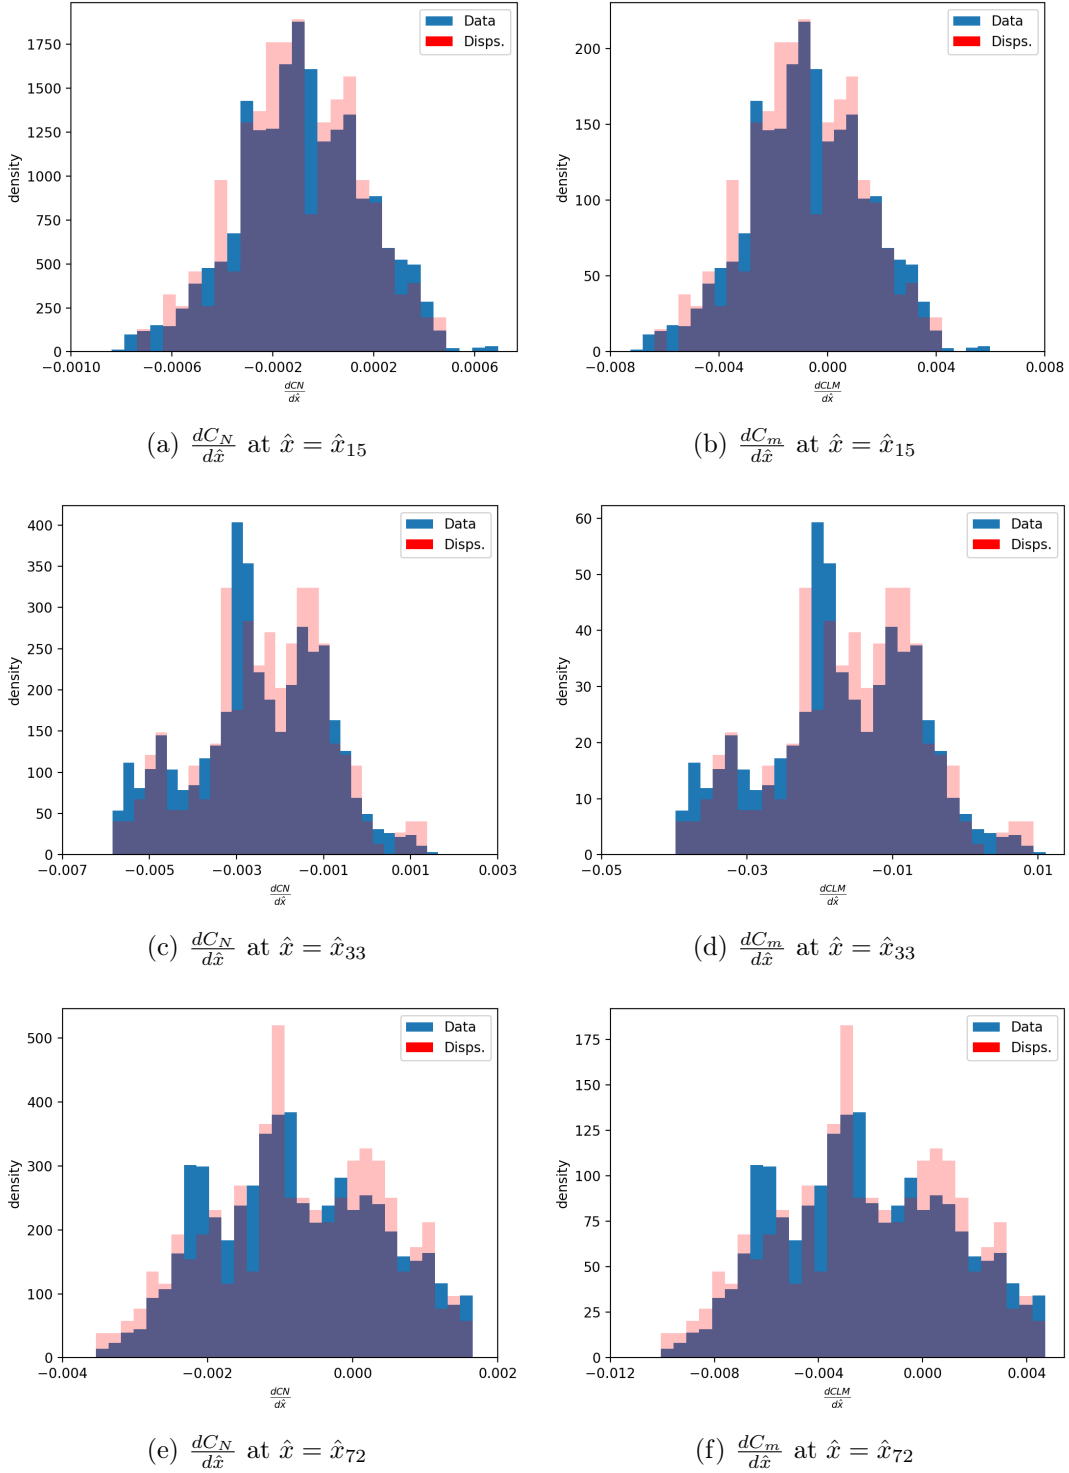 Data
Disps.
1750
1500
1250
1000
750
500
250
0
density
−0.0010 −0.0006 −0.0002 0.0002 0.0006
dCN
dx̂
(a) dC_N/dx̂ at x̂ = x̂₁₅
Data
Disps.
200
150
100
50
0
density
−0.008 −0.004 0.000 0.004 0.008
dCLM
dx̂
(b) dC_m/dx̂ at x̂ = x̂₁₅
Data
Disps.
400
350
300
250
200
150
100
50
0
density
−0.007 −0.005 −0.003 −0.001 0.001 0.003
dCN
dx̂
(c) dC_N/dx̂ at x̂ = x̂₃₃
Data
Disps.
60
50
40
30
20
10
0
density
−0.05 −0.03 −0.01 0.01
dCLM
dx̂
(d) dC_m/dx̂ at x̂ = x̂₃₃
Data
Disps.
500
400
300
200
100
0
density
−0.004 −0.002 0.000 0.002
dCN
dx̂
(e) dC_N/dx̂ at x̂ = x̂₇₂
Data
Disps.
175
150
125
100
75
50
25
0
density
−0.012 −0.008 −0.004 0.000 0.004
dCLM
dx̂
(f) dC_m/dx̂ at x̂ = x̂₇₂